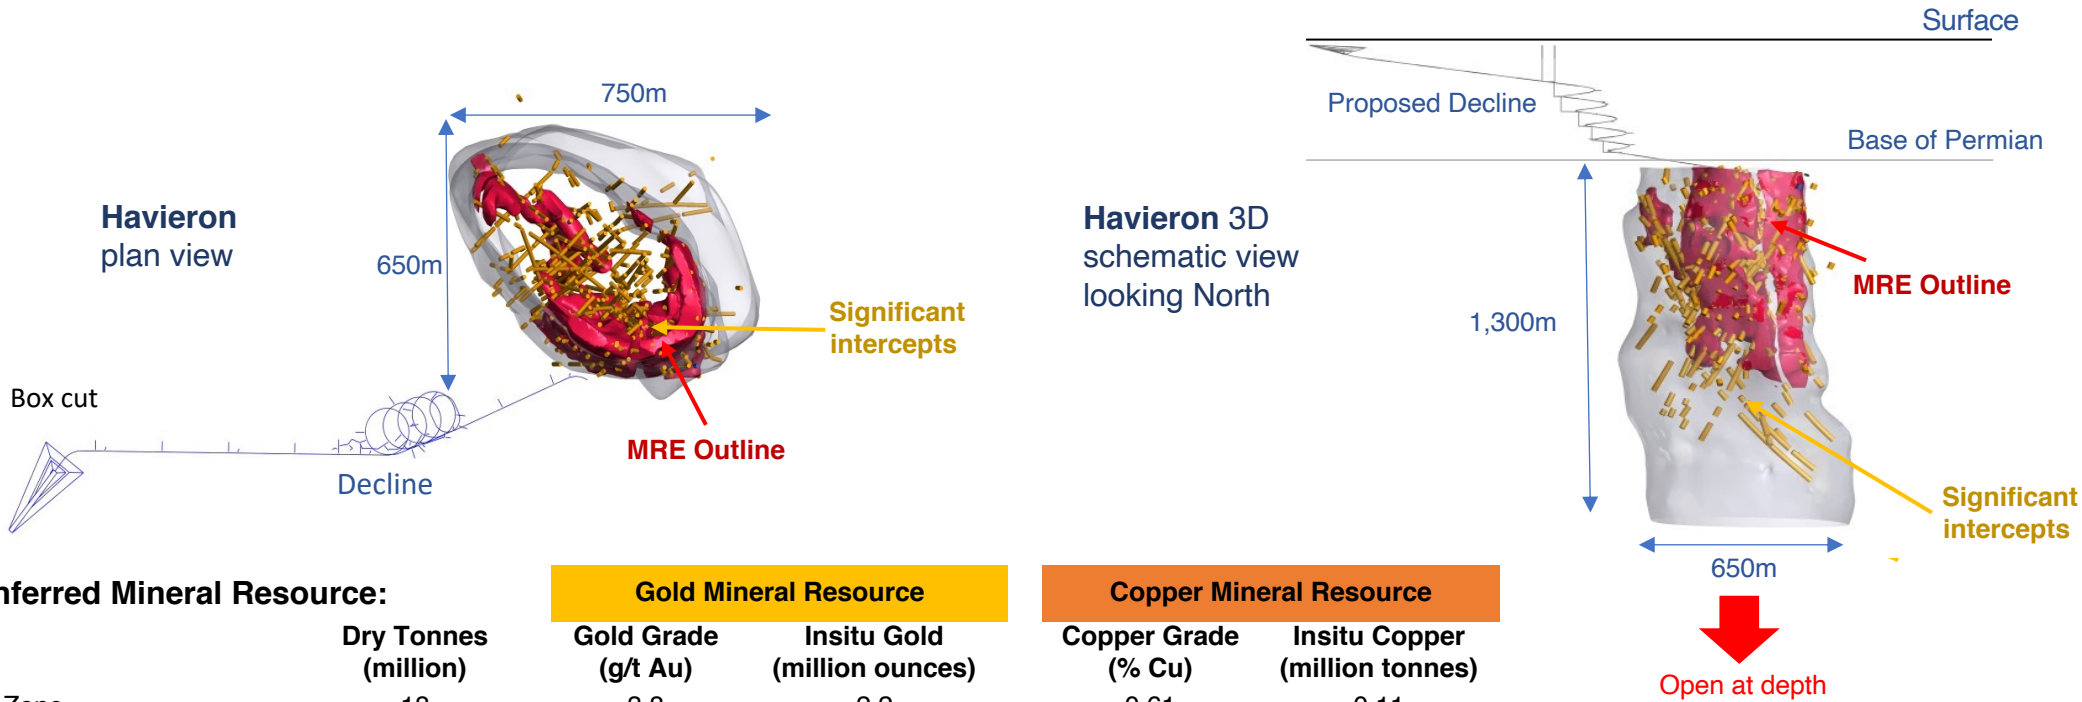 Surface
750m
Proposed Decline
Base of Permian
Havieron
plan view
650m
Havieron 3D
schematic view
looking North
MRE Outline
Significant
intercepts
1,300m
Box cut
MRE Outline
Decline
Significant
intercepts
650m
Open at depth
nferred Mineral Resource:
Gold Mineral Resource
Copper Mineral Resource
Dry Tonnes
(million)
Gold Grade
(g/t Au)
Insitu Gold
(million ounces)
Copper Grade
(% Cu)
Insitu Copper
(million tonnes)